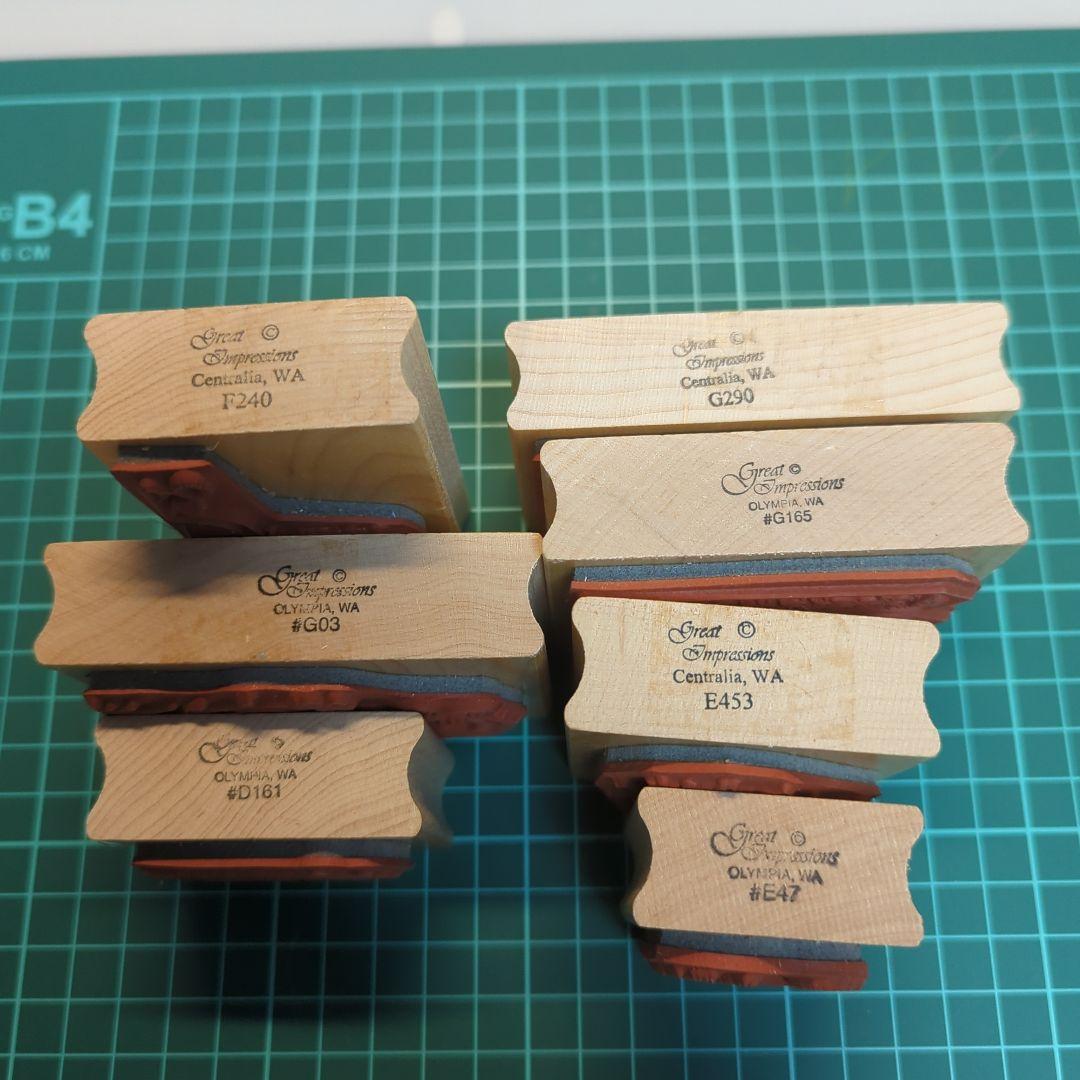 B4
6 CM
Great ©
Impressions
Centralia, WA
F240
Great ©
Impressions
Centralia, WA
G290
Great ©
Impressions
OLYMPIA, WA
#G165
Great ©
Impressions
OLYMPIA, WA
#G03
Great ©
Impressions
Centralia, WA
E453
Great ©
Impressions
OLYMPIA, WA
#D161
Great ©
Impressions
OLYMPIA, WA
#E47